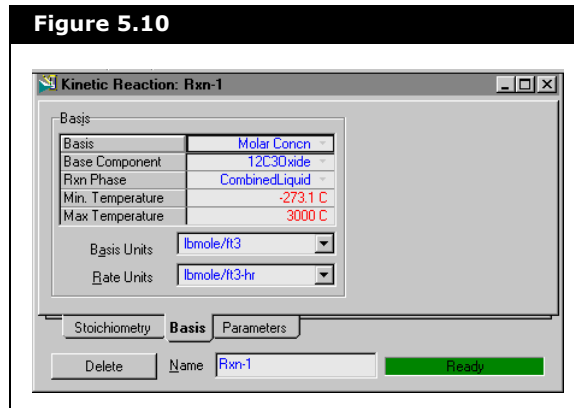 Figure 5.10
Kinetic Reaction: Rxn-1
Basis
Basis Molar Concn
Base Component 12C3Oxide
Rxn Phase CombinedLiquid
Min. Temperature -273.1 C
Max Temperature 3000 C
Basis Units lbmole/ft3
Rate Units lbmole/ft3-hr
Stoichiometry Basis Parameters
Delete Name Rxn-1 Ready